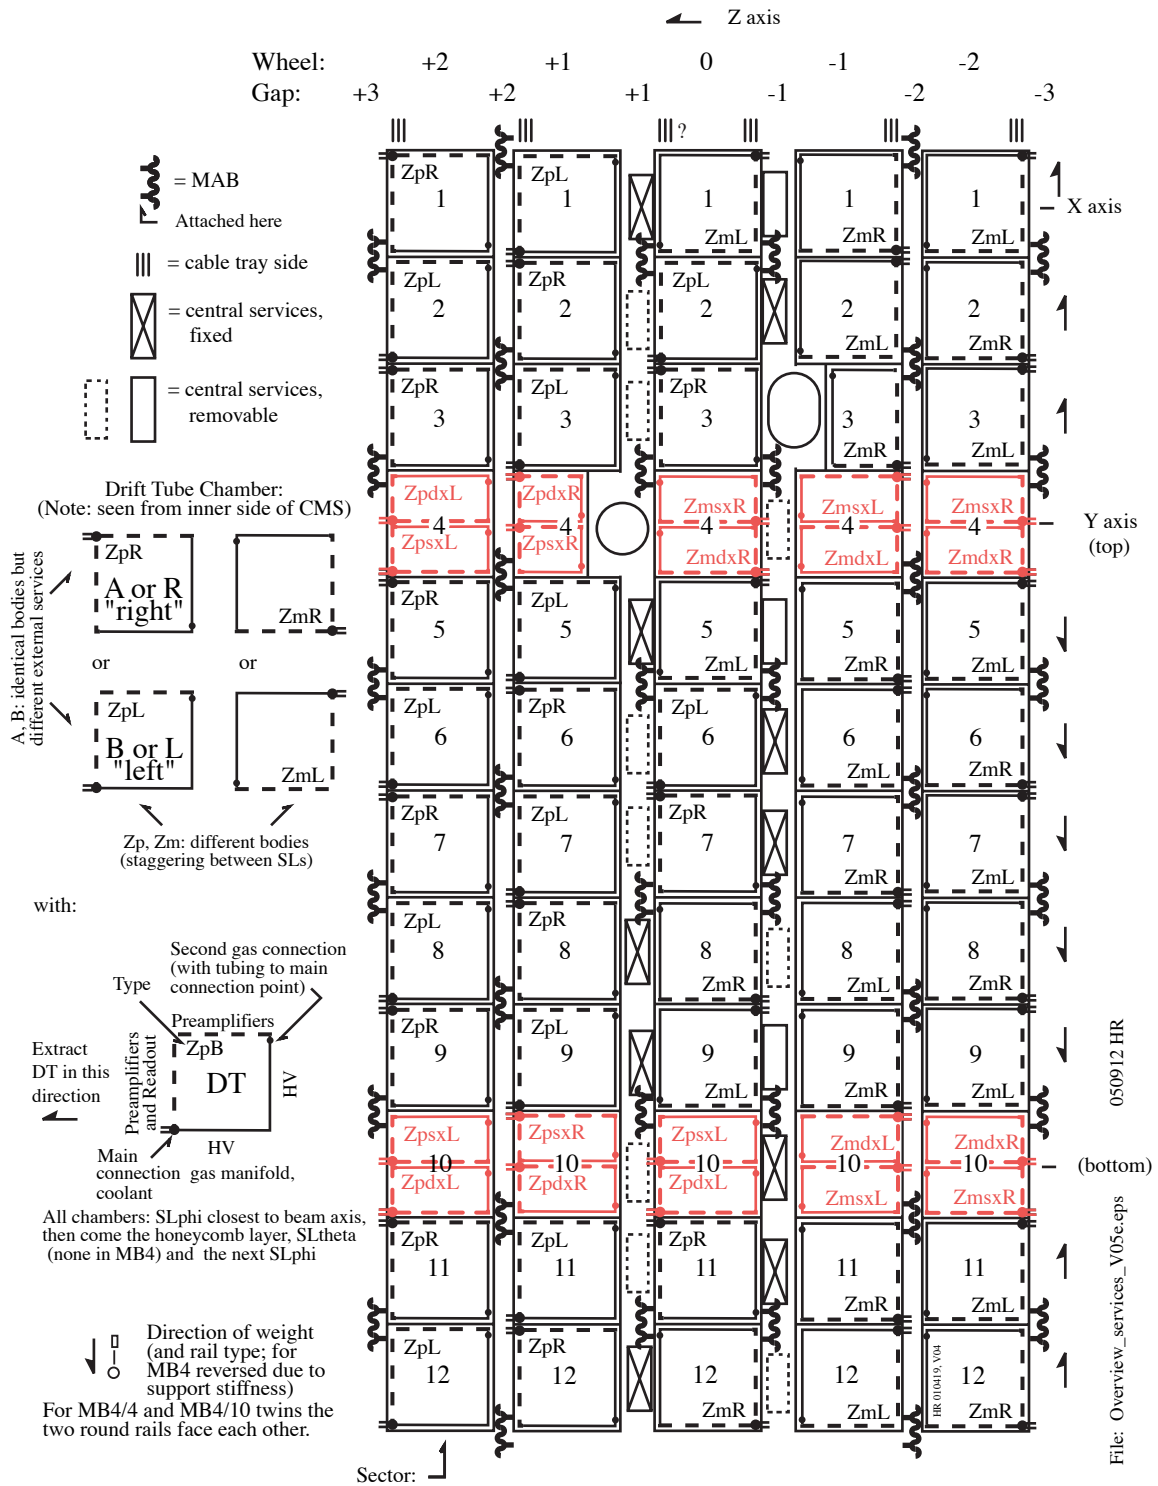 Z axis
Wheel: +2 +1 0 -1 -2
Gap: +3 +2 +1 -1 -2 -3
?
= MAB
Attached here
= cable tray side
= central services,
fixed
= central services,
removable
Drift Tube Chamber:
(Note: seen from inner side of CMS)
A, B: identical bodies but
different external services
ZpR
A or R
"right"
ZmR
or or
ZpL
B or L
"left"
ZmL
Zp, Zm: different bodies
(staggering between SLs)
with:
Second gas connection
(with tubing to main
connection point)
Type
Preamplifiers
Extract
DT in this
direction
Preamplifiers
and Readout
ZpB
DT
HV
HV
Main
connection gas manifold,
coolant
All chambers: SLphi closest to beam axis,
then come the honeycomb layer, SLtheta
(none in MB4) and the next SLphi
Direction of weight
(and rail type; for
MB4 reversed due to
support stiffness)
For MB4/4 and MB4/10 twins the
two round rails face each other.
Sector:
ZpR ZpL
1 1 1 1 1
ZmL ZmR ZmL
X axis
ZpL ZpR ZpL
2 2 2 2 2
ZmL ZmR
ZpR ZpL ZpR
3 3 3 3 3
ZmR ZmL
ZpdxL ZpdxR ZmsxR ZmsxL ZmsxR
4 4 4 4 4
ZpsxL ZpsxR ZmdxR ZmdxL ZmdxR
Y axis
(top)
ZpR ZpL
5 5 5 5 5
ZmL ZmR ZmL
ZpL ZpR ZpL
6 6 6 6 6
ZmL ZmR
ZpR ZpL ZpR
7 7 7 7 7
ZmR ZmL
ZpL ZpR
8 8 8 8 8
ZmR ZmL ZmR
ZpR ZpL
9 9 9 9 9
ZmL ZmR ZmL
ZpsxL ZpsxR ZpsxL ZmdxL ZmdxR
10 10 10 10 10
ZpdxL ZpdxR ZpdxL ZmsxL ZmsxR
(bottom)
ZpR ZpL ZpR
11 11 11 11 11
ZmR ZmL
ZpL ZpR
12 12 12 12 12
ZmR ZmL ZmR
HR 010419, V04
050912 HR
File: Overview_services_V05c.eps